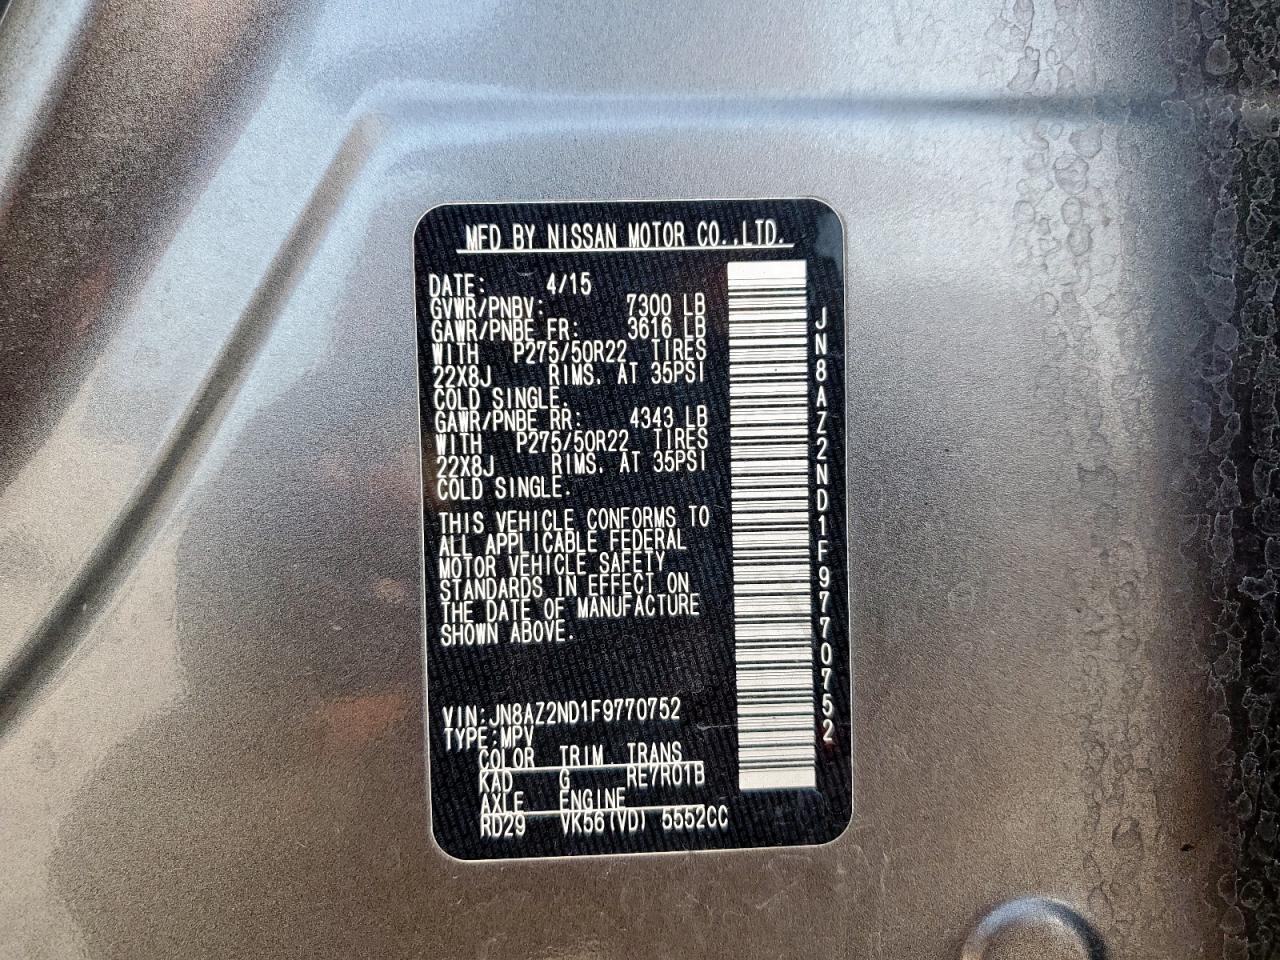 MFD BY NISSAN MOTOR CO.,LTD.
DATE: 4/15
GVWR/PNBV: 7300 LB
GAWR/PNBE FR: 3616 LB
WITH P275/50R22 TIRES
22X8J RIMS. AT 35PSI
COLD SINGLE.
GAWR/PNBE RR: 4343 LB
WITH P275/50R22 TIRES
22X8J RIMS. AT 35PSI
COLD SINGLE.
THIS VEHICLE CONFORMS TO
ALL APPLICABLE FEDERAL
MOTOR VEHICLE SAFETY
STANDARDS IN EFFECT ON
THE DATE OF MANUFACTURE
SHOWN ABOVE.
VIN:JN8AZ2ND1F9770752
TYPE:MPV
COLOR TRIM TRANS
KAD G RE7R01B
AXLE ENGINE
RD29 VK56(VD) 5552CC
JN8AZ2ND1F9770752